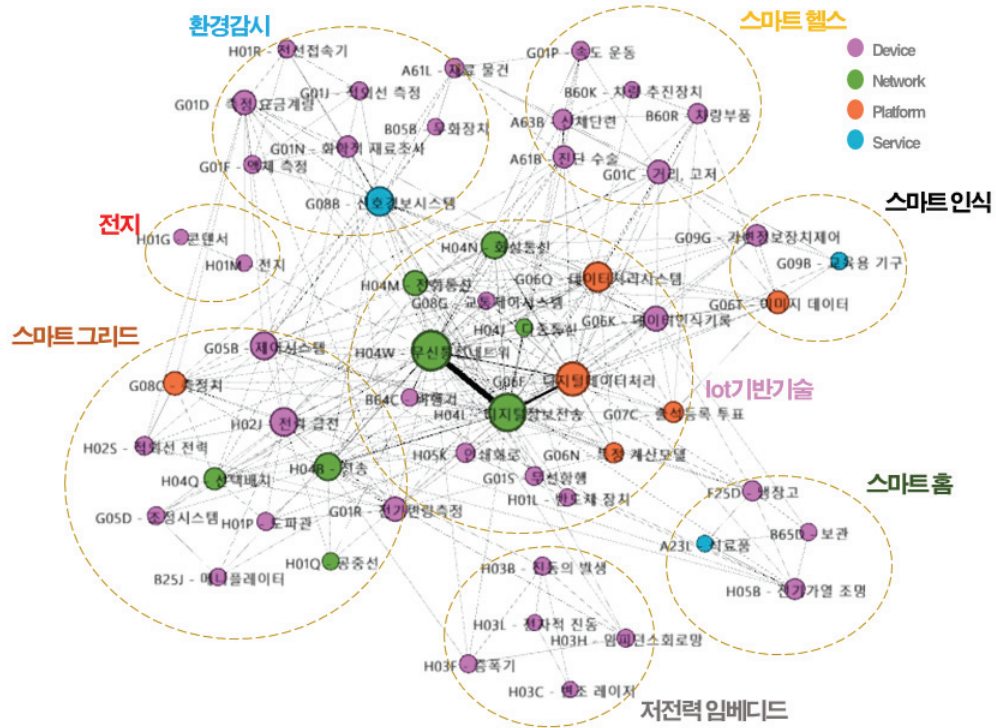 환경감시
H01R - 전선접속기
A61L - 재료 물건
G01J - 적외선 측정
G01D - 측정 요금계량
B05B - 무화장치
G01N - 화학적 재료조사
G01F - 액체 측정
G08B - 신호경보시스템
스마트 헬스
G01P - 속도 운동
B60K - 차량 추진장치
B60R - 차량부품
A63B - 신체단련
A61B - 진단 수술
G01C - 거리, 고저
Device
Network
Platform
Service
전지
H01G - 콘덴서
H01M - 전지
스마트 인식
G09G - 가변정보장치제어
G09B - 교육용 기구
G06T - 이미지 데이터
H04N - 화상통신
G06Q - 데이터처리시스템
H04M - 전화통신
G08G - 교통제어시스템
H04J - 다중통신
G06K - 데이터인식기록
H04W - 무선통신네트워
G06F - 디지털데이터처리
B64C - 비행기
H04L - 디지털정보전송
G07C - 출석등록 투표
H05K - 인쇄회로
G06N - 특정 계산모델
G01S - 무선항행
H01L - 반도체 장치
Iot기반기술
스마트 그리드
G05B - 제어시스템
G08C - 측정치
H02J - 전력 급전
H02S - 적외선 전력
H04Q - 선택배치
H04B - 전송
G05D - 조정시스템
H01P - 도파관
G01R - 전기변량측정
B25J - 매니플레이터
H01Q - 공중선
스마트 홈
F25D - 냉장고
B65D - 보관
A23L - 식료품
H05B - 전기가열 조명
H03B - 진동의 발생
H03L - 전자적 진동
H03H - 임피던스회로망
H03F - 증폭기
H03C - 변조 레이저
저전력 임베디드